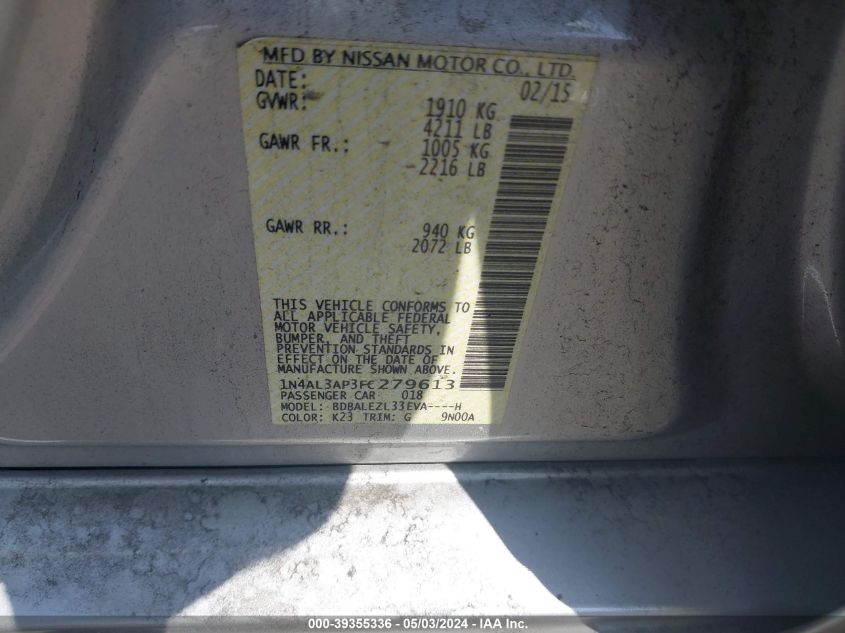 MFD BY NISSAN MOTOR CO., LTD.
DATE: 02/15
GVWR: 1910 KG
4211 LB
GAWR FR.: 1005 KG
2216 LB
GAWR RR.: 940 KG
2072 LB
THIS VEHICLE CONFORMS TO
ALL APPLICABLE FEDERAL
MOTOR VEHICLE SAFETY,
BUMPER, AND THEFT
PREVENTION STANDARDS IN
EFFECT ON THE DATE OF
MANUFACTURE SHOWN ABOVE.
1N4AL3AP3FC279613
PASSENGER CAR 018
MODEL: BDBALEZL33EVA----H
COLOR: K23 TRIM: G 9N00A
000-39355336 - 05/03/2024 - IAA Inc.